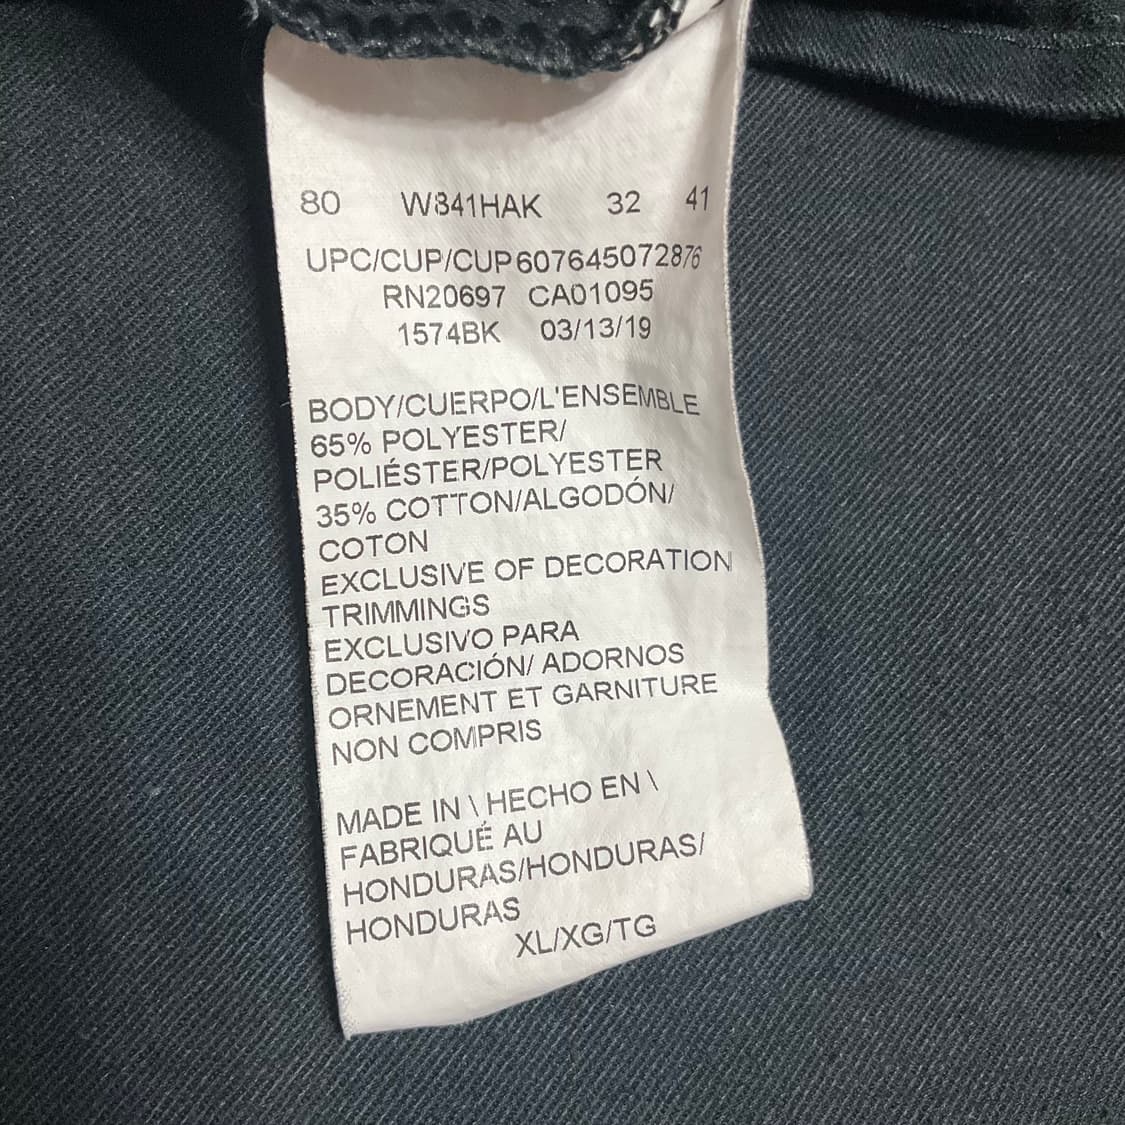 80 W841HAK 32 41
UPC/CUP/CUP 607645072876
RN20697 CA01095
1574BK 03/13/19
BODY/CUERPO/L'ENSEMBLE
65% POLYESTER/
POLIÉSTER/POLYESTER
35% COTTON/ALGODÓN/
COTON
EXCLUSIVE OF DECORATION
TRIMMINGS
EXCLUSIVO PARA
DECORACIÓN/ ADORNOS
ORNEMENT ET GARNITURE
NON COMPRIS
MADE IN \ HECHO EN \
FABRIQUÉ AU
HONDURAS/HONDURAS/
HONDURAS
XL/XG/TG